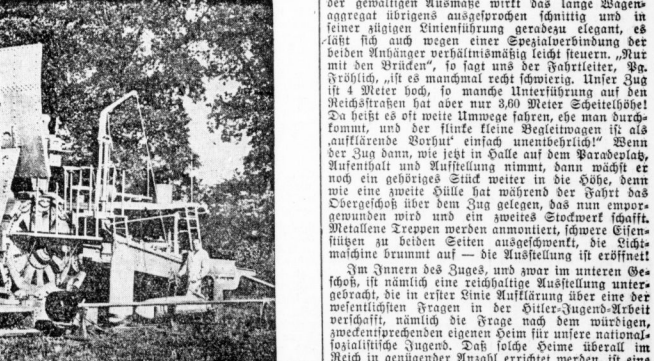 der gewaltigen Ausmaße wirkt das lange Wagen-
aggregat übrigens ausgesprochen schnittig und in
seiner zügigen Linienführung geradezu elegant, es
läßt sich auch wegen einer Spezialverbindung der
beiden Anhänger verhältnismäßig leicht steuern. „Nur
mit den Brücken“, so sagt uns der Fahrtleiter, Pg.
Fröhlich, „ist es manchmal recht schwierig. Unser Zug
ist 4 Meter hoch, so manche Unterführung auf den
Reichsstraßen hat aber nur 3,60 Meter Scheitelhöhe!
Da heißt es oft weite Umwege fahren, ehe man durch-
kommt, und der flinke kleine Begleitwagen ist als
‚aufklärende Vorhut‘ einfach unentbehrlich!“ Wenn
der Zug dann, wie jetzt in Halle auf dem Paradeplatz,
Aufenthalt und Aufstellung nimmt, dann wächst er
noch ein gehöriges Stück weiter in die Höhe, denn
wie eine zweite Hülle hat während der Fahrt das
Obergeschoß über dem Zug gelegen, das nun empor-
gewunden wird und ein zweites Stockwerk schafft.
Metallene Treppen werden anmontiert, schwere Eisen-
stützen zu beiden Seiten ausgeschwenkt, die Licht-
maschine brummt auf — die Ausstellung ist eröffnet!
Im Innern des Zuges, und zwar im unteren Ge-
schoß, ist nämlich eine reichhaltige Ausstellung unter-
gebracht, die in erster Linie Aufklärung über eine der
wesentlichsten Fragen in der Hitler-Jugend-Arbeit
verschafft, nämlich die Frage nach dem würdigen,
zweckentsprechenden eigenen Heim für unsere national-
sozialistische Jugend. Daß solche Heime überall im
Reich in genügender Anzahl errichtet werden, ist eine